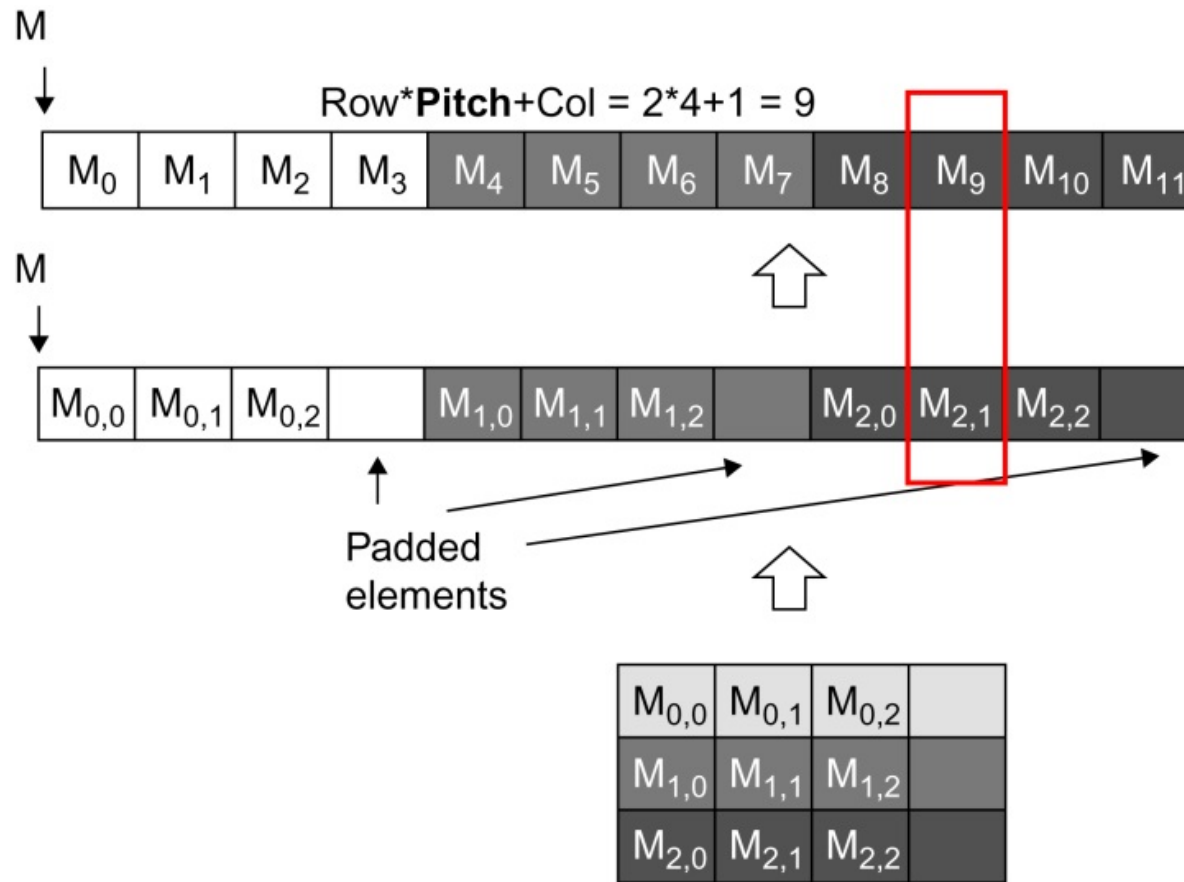 M
Row*Pitch+Col = 2*4+1 = 9
M₀ M₁ M₂ M₃ M₄ M₅ M₆ M₇ M₈ M₉ M₁₀ M₁₁
M
M₀,₀ M₀,₁ M₀,₂ M₁,₀ M₁,₁ M₁,₂ M₂,₀ M₂,₁ M₂,₂
Padded
elements
M₀,₀ M₀,₁ M₀,₂
M₁,₀ M₁,₁ M₁,₂
M₂,₀ M₂,₁ M₂,₂